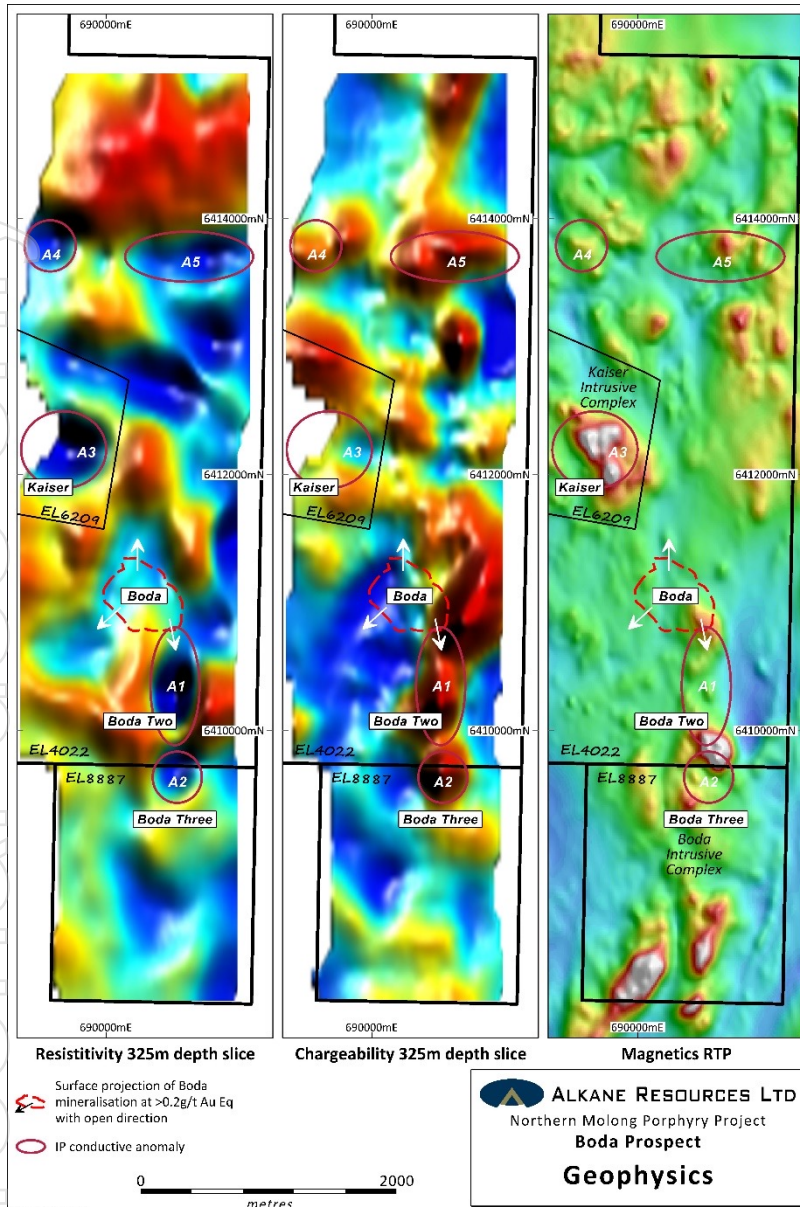 690000mE
690000mE
690000mE
6414000mN
6414000mN
A4
A5
A4
A5
A4
A5
Kaiser
Intrusive
Complex
A3
A3
A3
6412000mN
6412000mN
Kaiser
Kaiser
Kaiser
EL6209
EL6209
EL6209
Boda
Boda
Boda
A1
A1
A1
Boda Two
Boda Two
Boda Two
6410000mN
6410000mN
EL4022
EL4022
EL4022
EL8887
EL8887
EL8887
A2
A2
A2
Boda Three
Boda Three
Boda Three
Boda
Intrusive
Complex
690000mE
690000mE
690000mE
Resistitivity 325m depth slice
Chargeability 325m depth slice
Magnetics RTP
Surface projection of Boda
mineralisation at >0.2g/t Au Eq
with open direction
IP conductive anomaly
0
2000
metres
ALKANE RESOURCES LTD
Northern Molong Porphyry Project
Boda Prospect
Geophysics